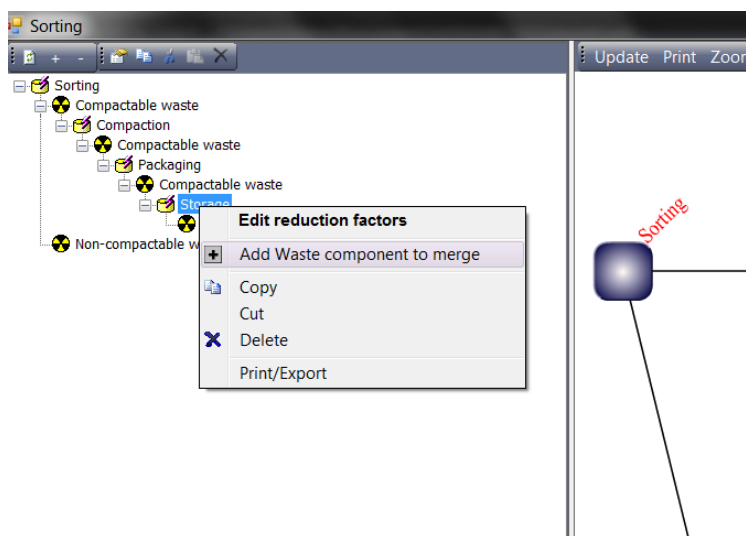 Sorting
Update Print Zoom
Sorting
Compactable waste
Compaction
Compactable waste
Packaging
Compactable waste
Storage
Non-compactable w
Edit reduction factors
Add Waste component to merge
Copy
Cut
Delete
Print/Export
Sorting